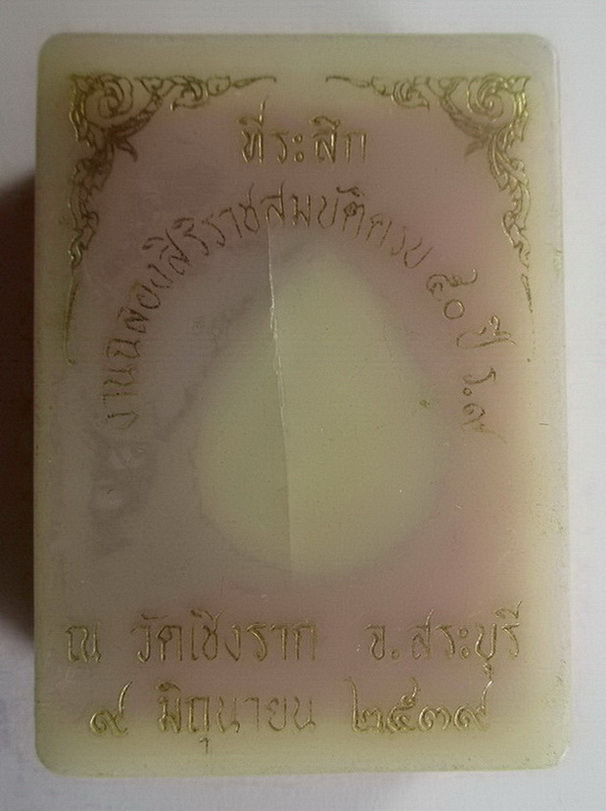 ที่ระลึก
งานฉลองสิริราชสมบัติครบ ๕๐ ปี ร.๙
ณ วัดเชิงราก จ.สระบุรี
๙ มิถุนายน ๒๕๓๙